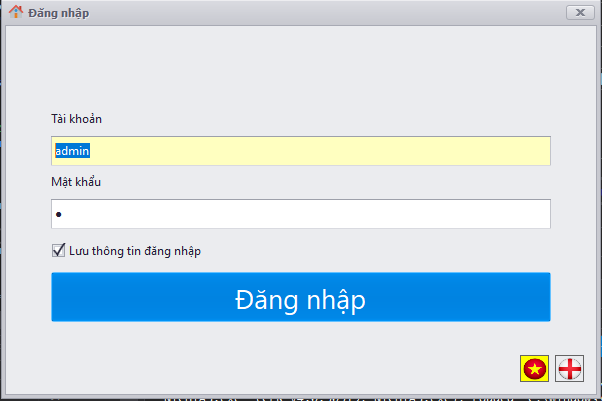 Đăng nhập
Tài khoản
admin
Mật khẩu
Lưu thông tin đăng nhập
Đăng nhập